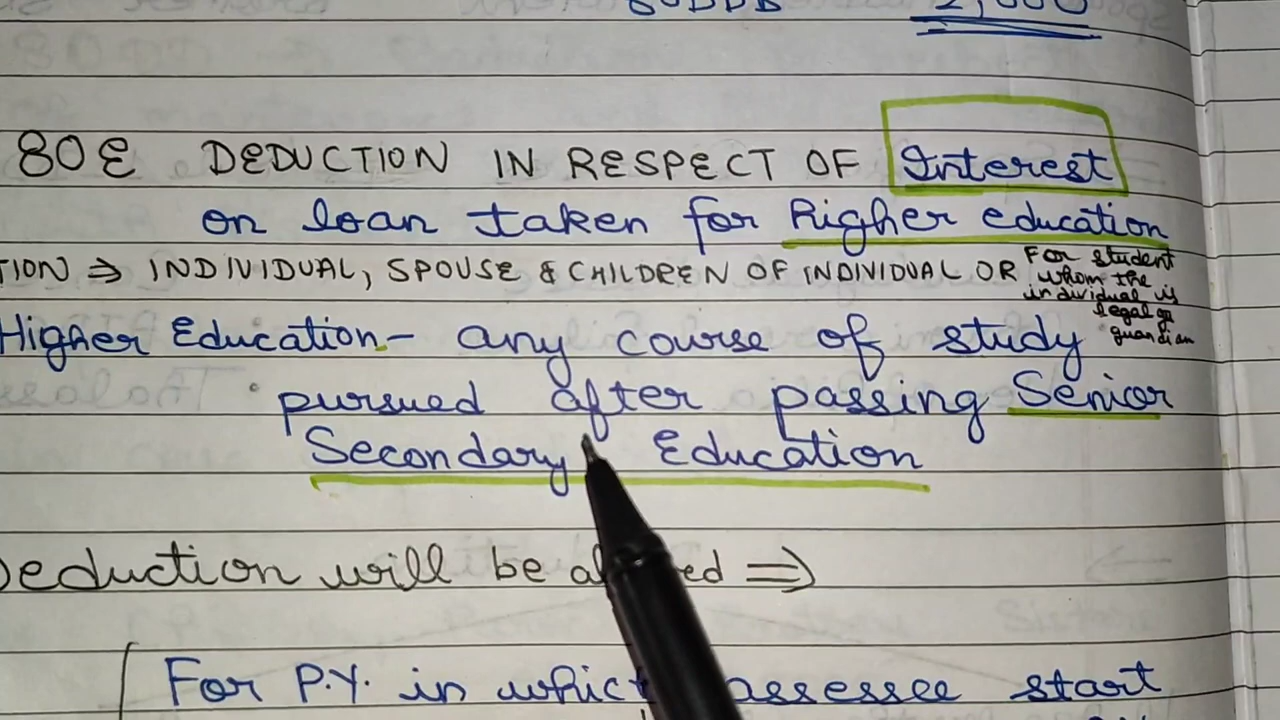 80E DEDUCTION IN RESPECT OF Interest
on loan taken for Higher education
TION ⇒ INDIVIDUAL, SPOUSE & CHILDREN OF INDIVIDUAL OR For student
whom the
individual is
legal
guardian
Higher Education - any course of study
pursued after passing Senior
Secondary Education
Deduction will be ⇒
For P.Y. in which assessee start